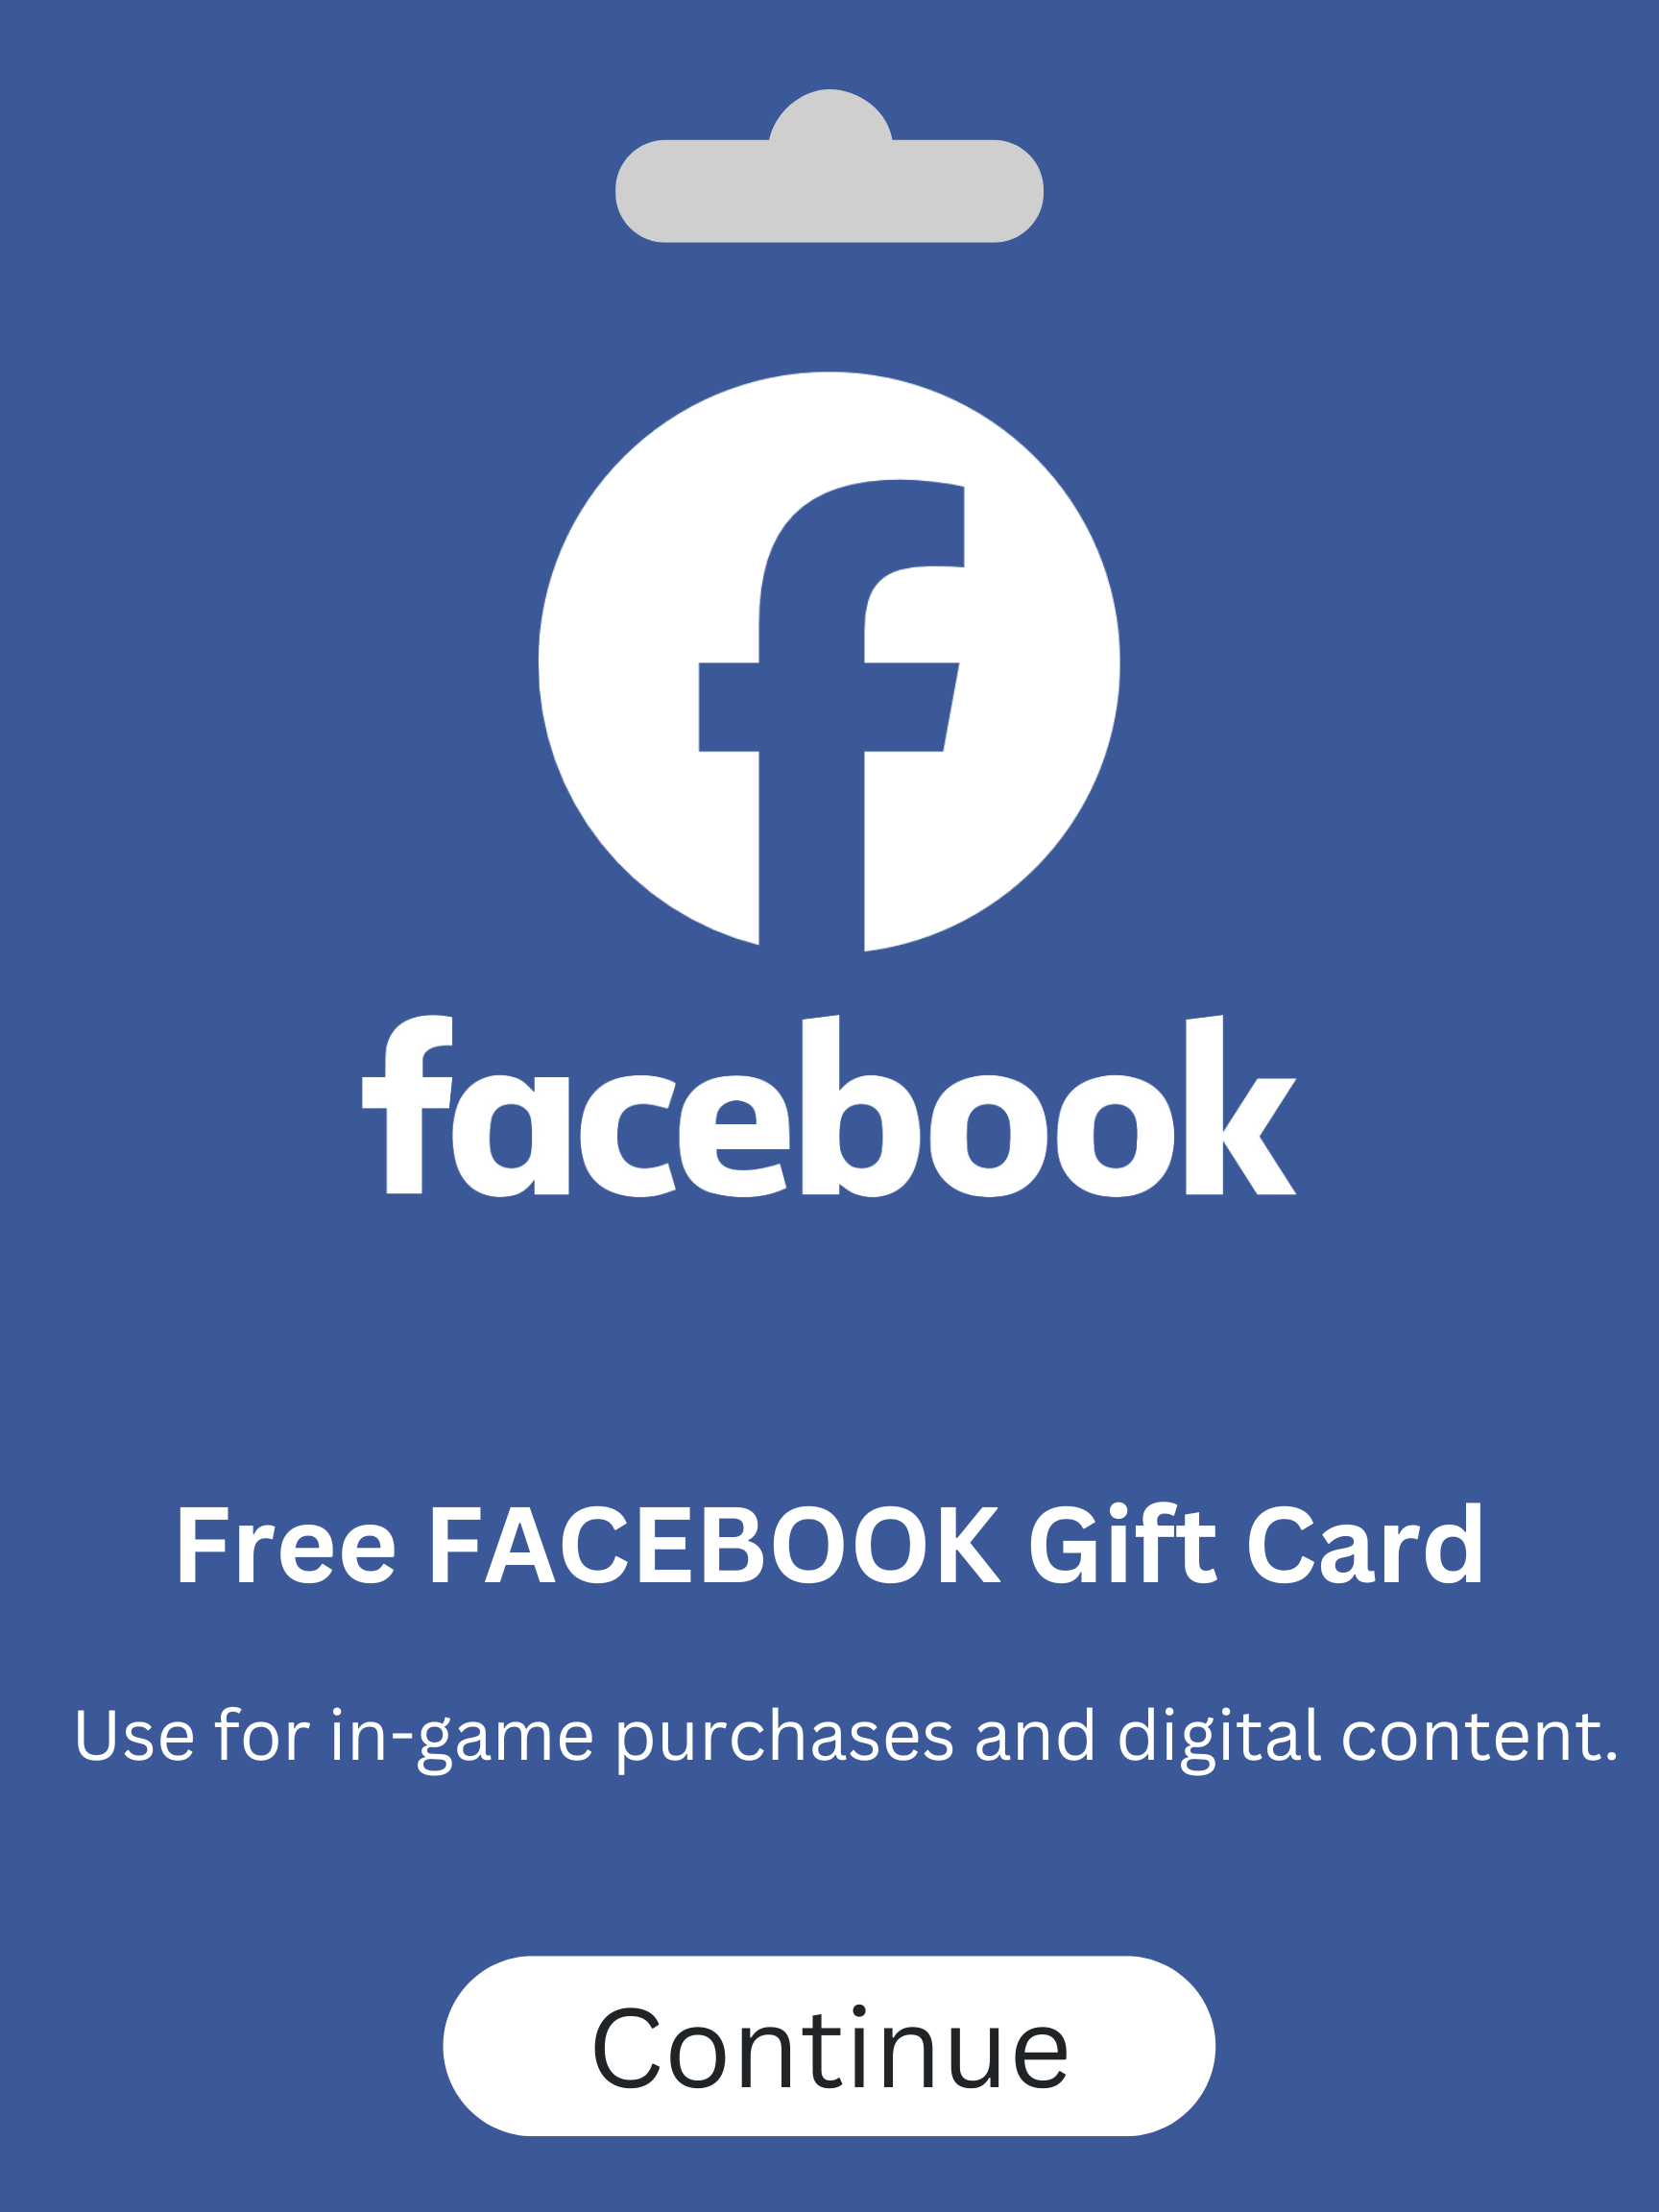 facebook
Free FACEBOOK Gift Card
Use for in-game purchases and digital content.
Continue